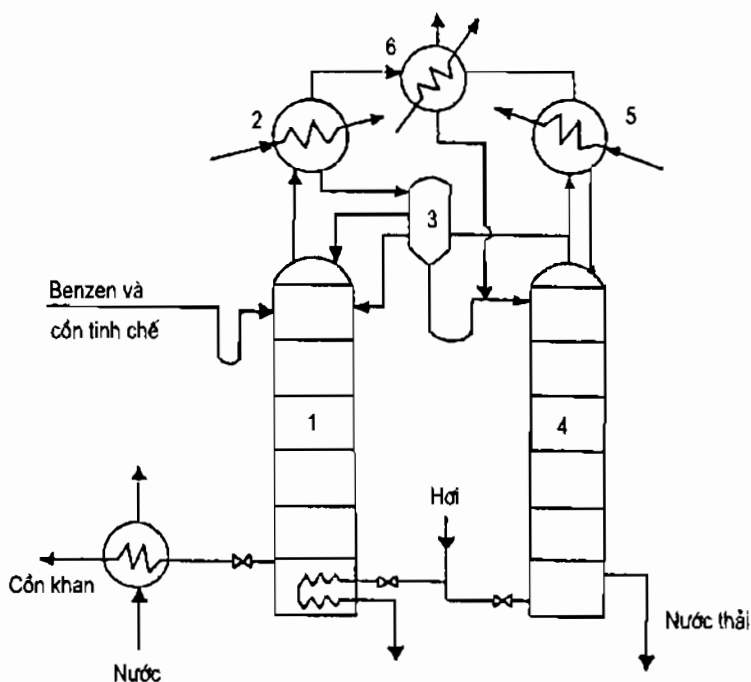 6
2
5
3
Benzen và
cồn tinh chế
1
4
Hơi
Cồn khan
Nước thải
Nước